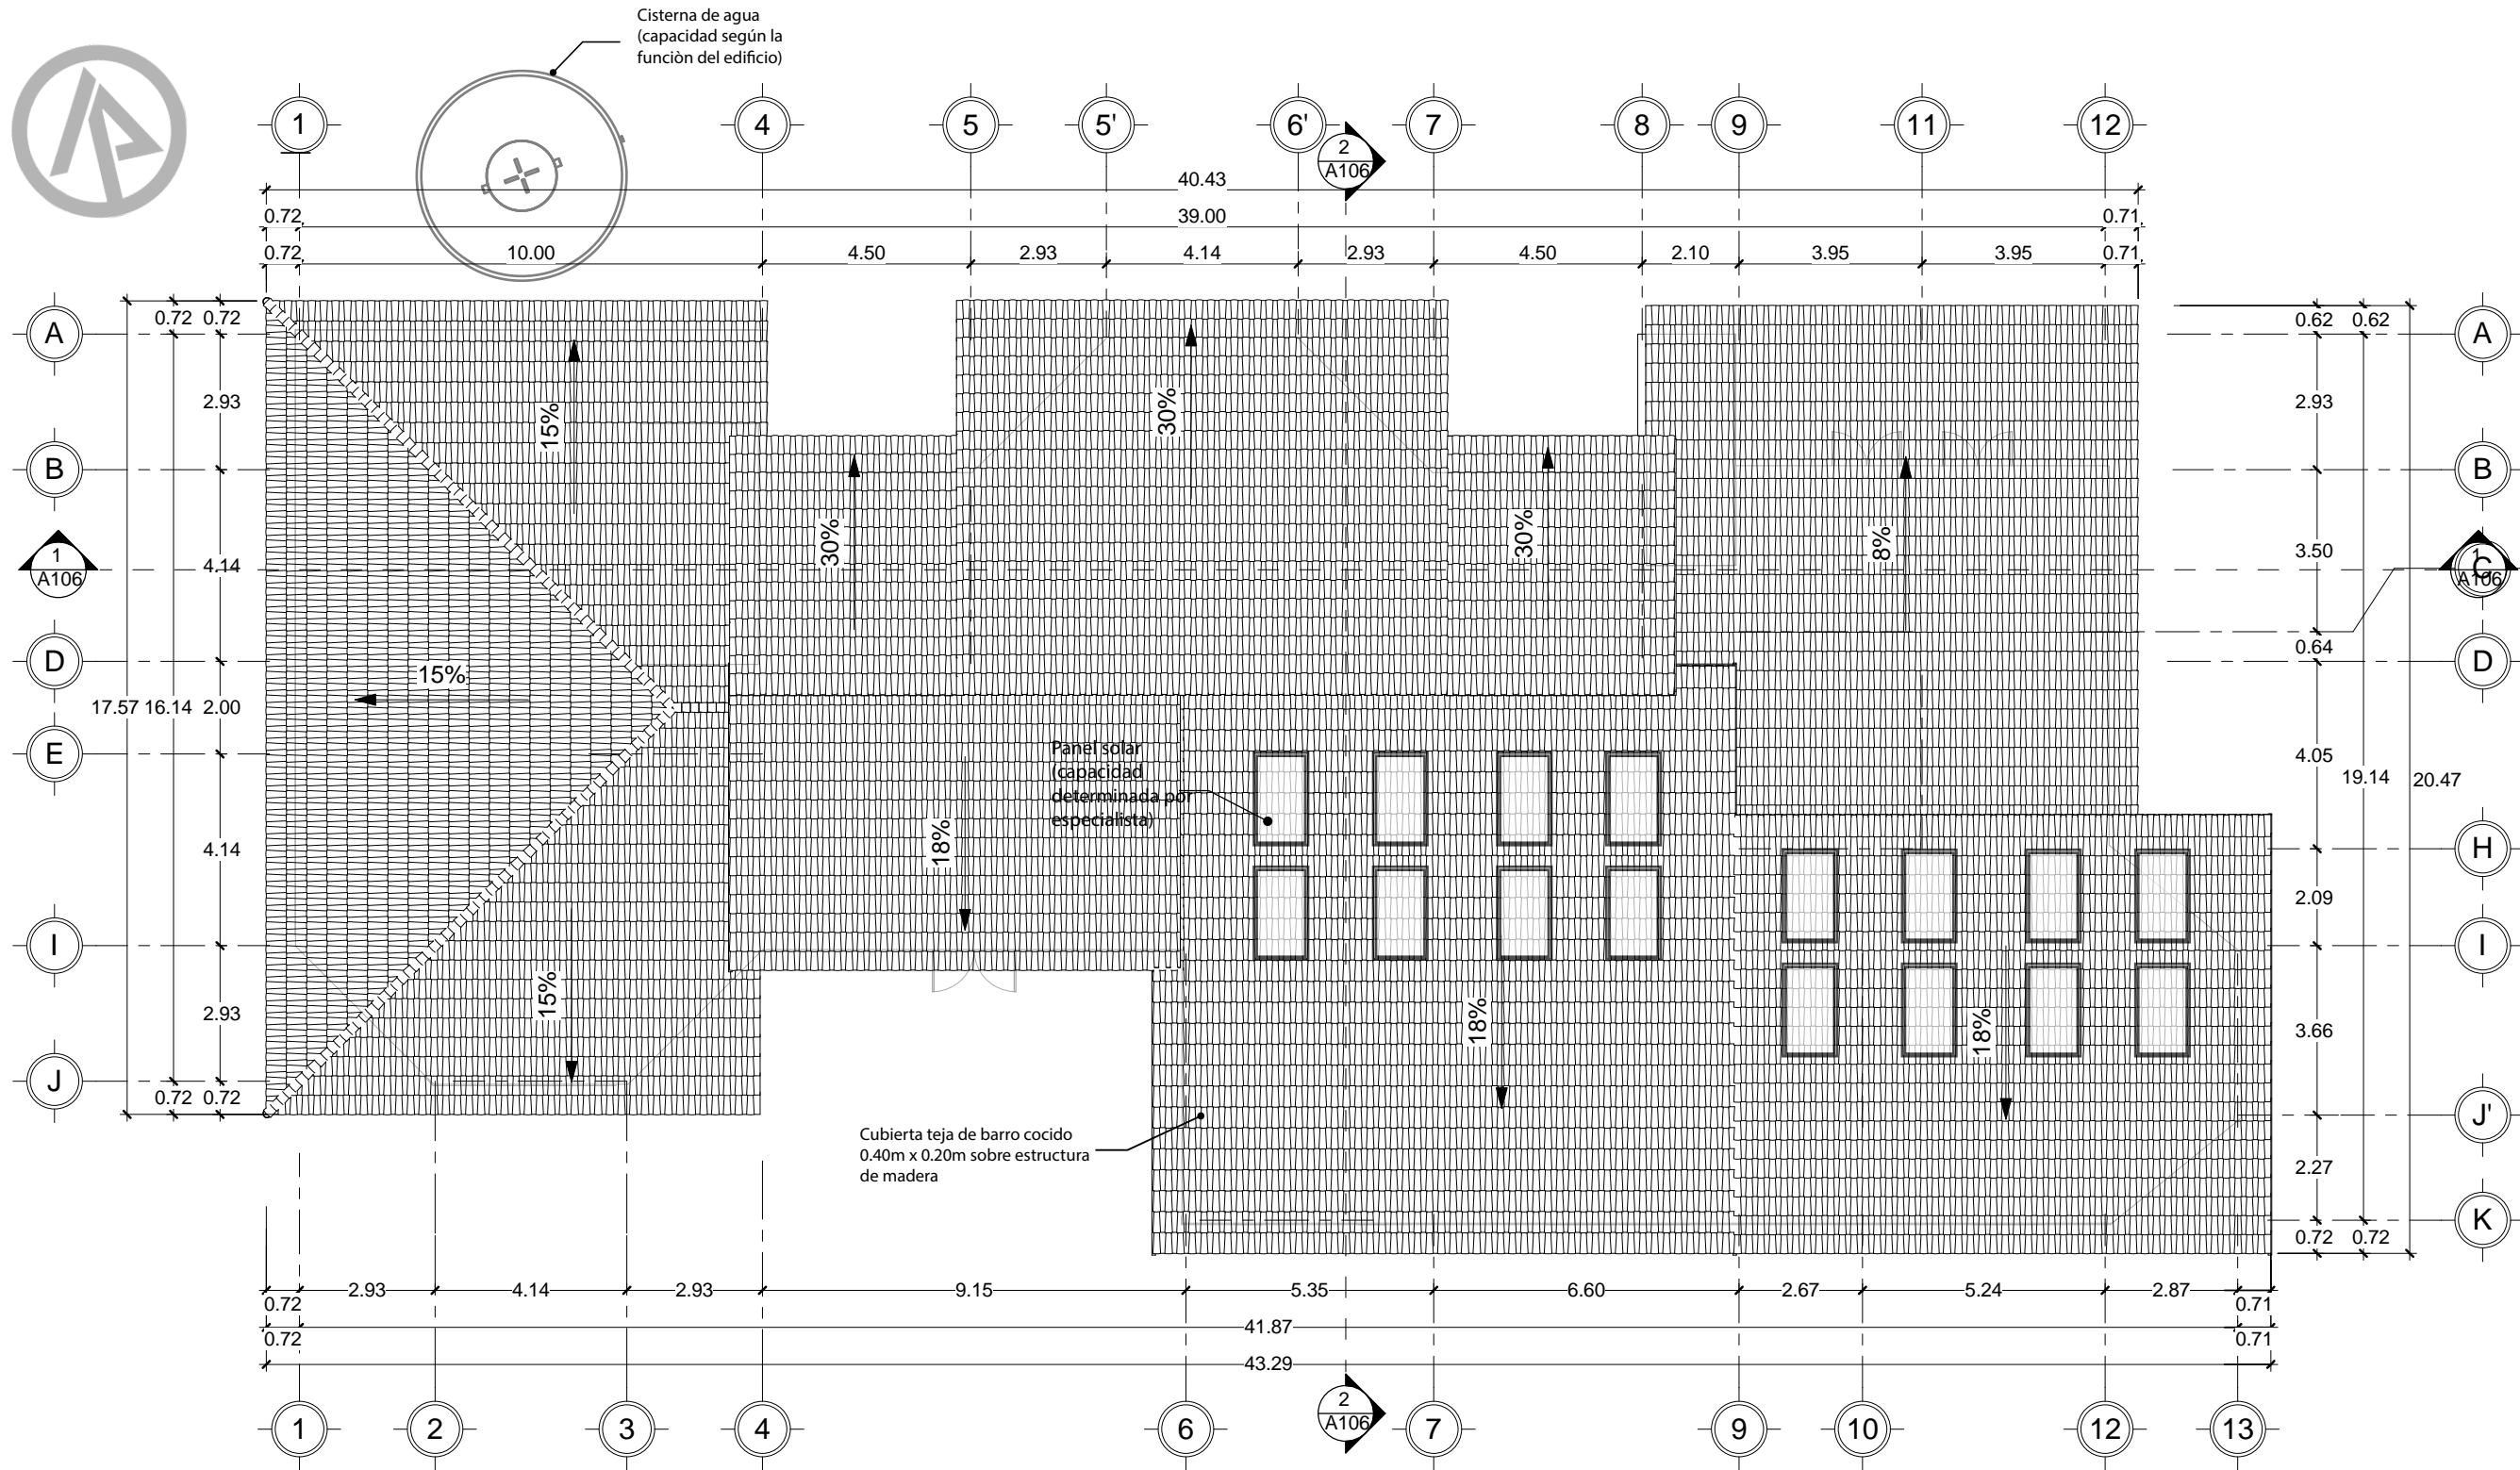 Cisterna de agua
(capacidad según la
funciòn del edificio)
1 4 5 5' 6' 7 8 9 11 12
2
A106
40.43
0.72 39.00 0.71
0.72 10.00 4.50 2.93 4.14 2.93 4.50 2.10 3.95 3.95 0.71
A 0.72 0.72 0.62 0.62 A
2.93 15% 30% 2.93
B B
1
A106
4.14 30% 30% 8% 3.50
1
C
A106
D 0.64 D
15%
17.57 16.14 2.00
E
Panel solar
(capacidad
determinada por
especialista)
4.05
19.14 20.47
4.14 18% H
2.09
I I
2.93 15% 18% 18% 3.66
J
0.72 0.72 J'
Cubierta teja de barro cocido
0.40m x 0.20m sobre estructura
de madera
2.27
K
0.72 0.72
2.93 4.14 2.93 9.15 5.35 6.60 2.67 5.24 2.87
0.72 0.71
41.87
0.72 0.71
43.29
2
A106
1 2 3 4 6 7 9 10 12 13